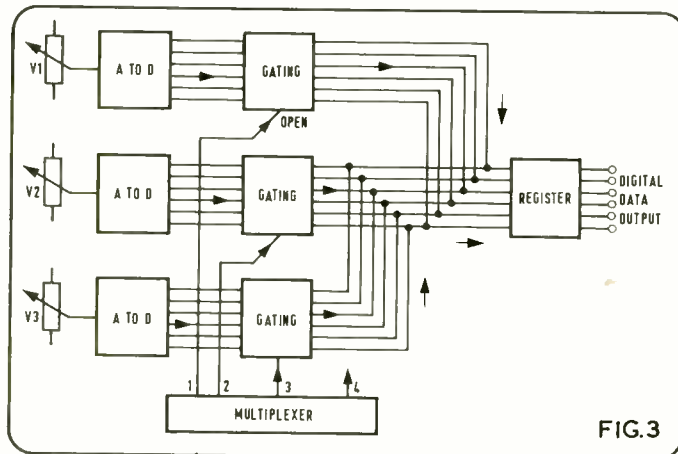 V1
A TO D
GATING
OPEN
V2
A TO D
GATING
REGISTER
DIGITAL
DATA
OUTPUT
V3
A TO D
GATING
1 2 3 4
MULTIPLEXER
FIG.3